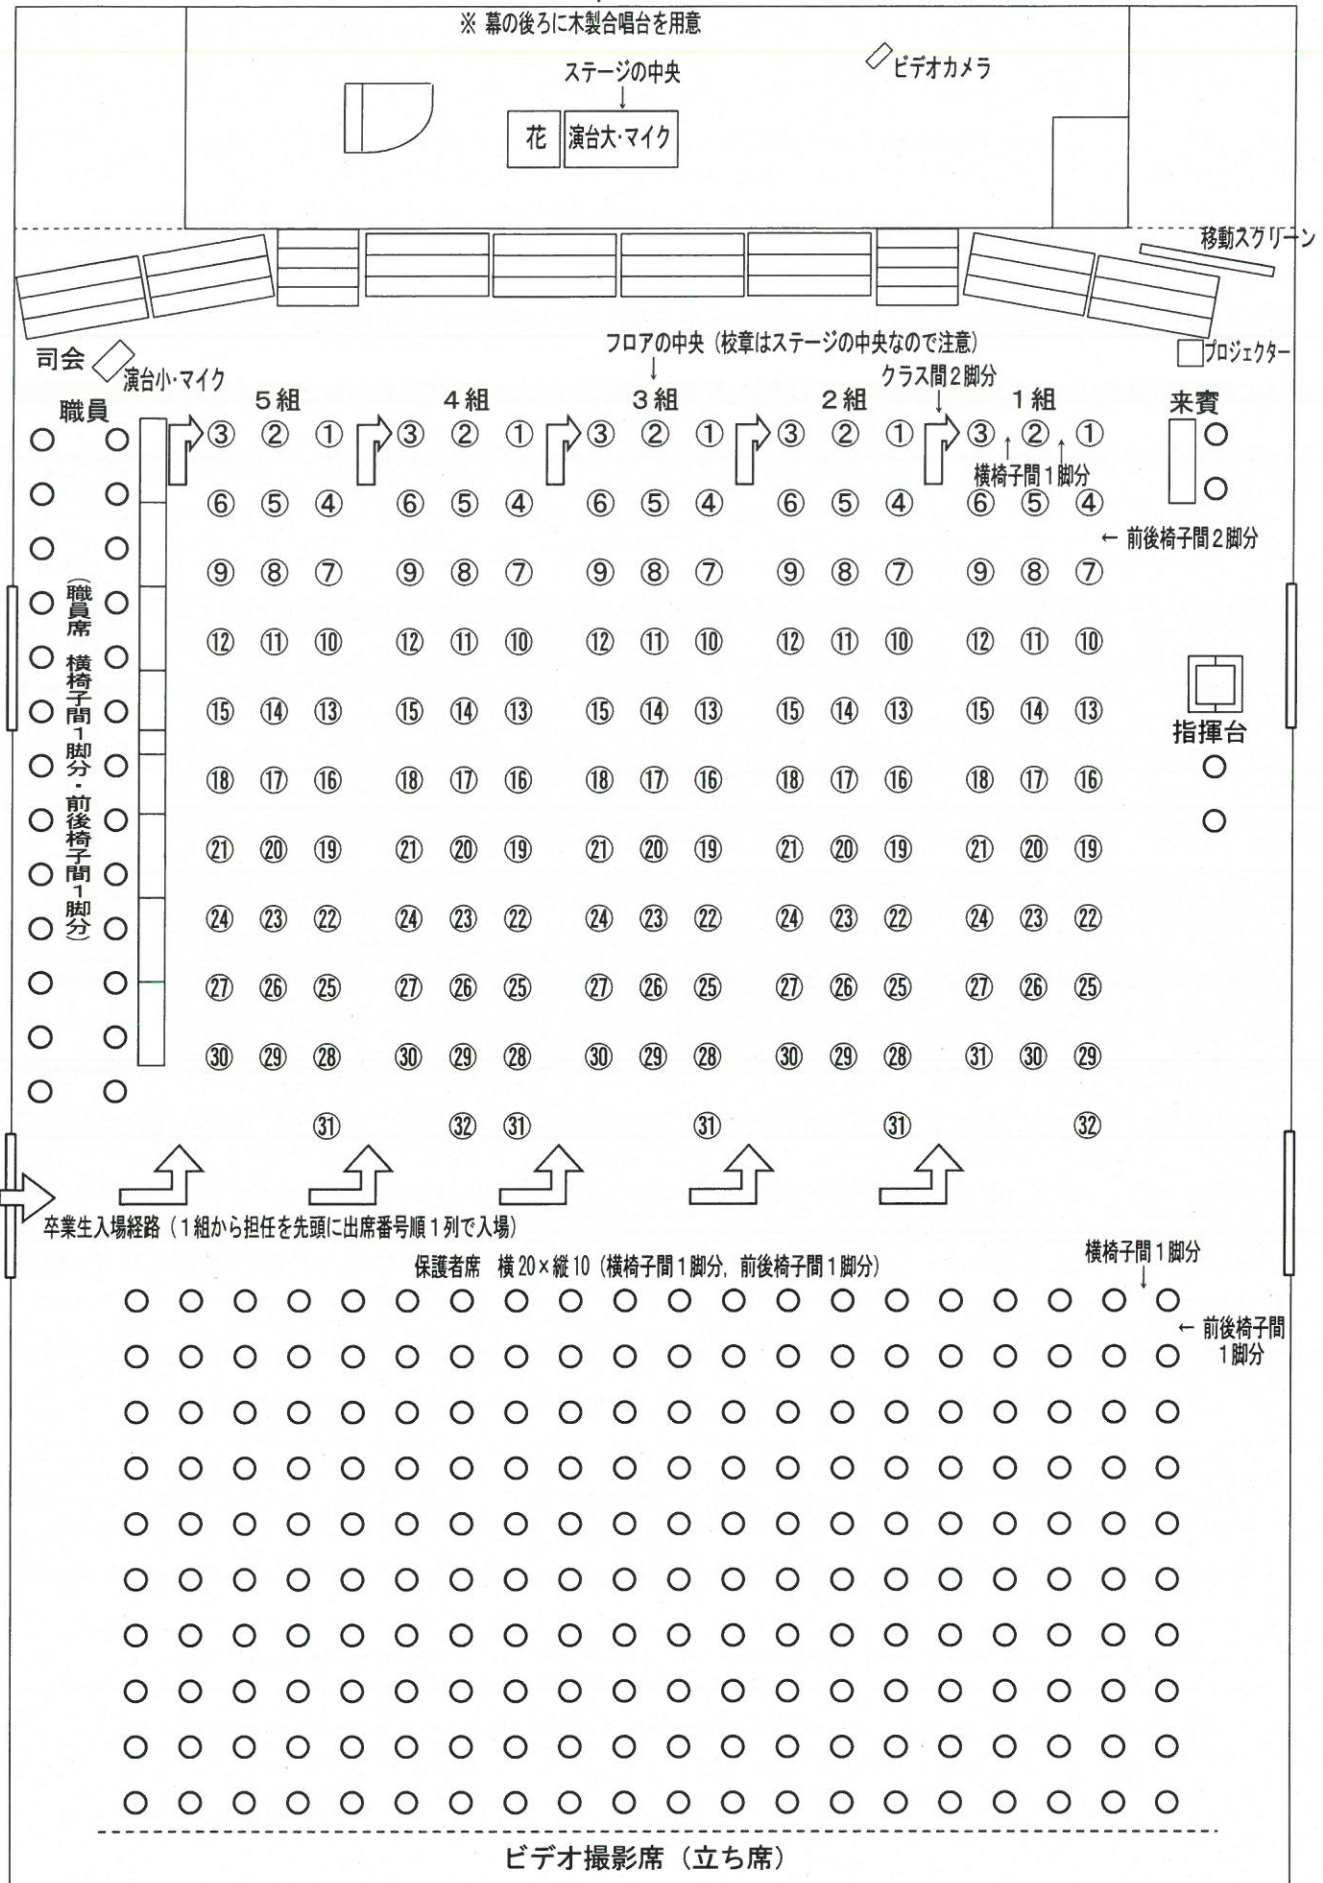 ※ 幕の後ろに木製合唱台を用意
ステージの中央
↓
ビデオカメラ
花 演台大・マイク
移動スクリーン
司会
演台小・マイク
フロアの中央（校章はステージの中央なので注意）
↓
プロジェクター
クラス間2脚分
↓
職員
5組 4組 3組 2組 1組
来賓
③ ② ① ③ ② ① ③ ② ① ③ ② ① ③ ② ①
↑ ↑
横椅子間1脚分
⑥ ⑤ ④ ⑥ ⑤ ④ ⑥ ⑤ ④ ⑥ ⑤ ④ ⑥ ⑤ ④
← 前後椅子間2脚分
⑨ ⑧ ⑦ ⑨ ⑧ ⑦ ⑨ ⑧ ⑦ ⑨ ⑧ ⑦ ⑨ ⑧ ⑦
（職員席 横椅子間1脚分・前後椅子間1脚分）
⑫ ⑪ ⑩ ⑫ ⑪ ⑩ ⑫ ⑪ ⑩ ⑫ ⑪ ⑩ ⑫ ⑪ ⑩
⑮ ⑭ ⑬ ⑮ ⑭ ⑬ ⑮ ⑭ ⑬ ⑮ ⑭ ⑬ ⑮ ⑭ ⑬
指揮台
⑱ ⑰ ⑯ ⑱ ⑰ ⑯ ⑱ ⑰ ⑯ ⑱ ⑰ ⑯ ⑱ ⑰ ⑯
㉑ ⑳ ⑲ ㉑ ⑳ ⑲ ㉑ ⑳ ⑲ ㉑ ⑳ ⑲ ㉑ ⑳ ⑲
㉔ ㉓ ㉒ ㉔ ㉓ ㉒ ㉔ ㉓ ㉒ ㉔ ㉓ ㉒ ㉔ ㉓ ㉒
㉗ ㉖ ㉕ ㉗ ㉖ ㉕ ㉗ ㉖ ㉕ ㉗ ㉖ ㉕ ㉗ ㉖ ㉕
㉚ ㉙ ㉘ ㉚ ㉙ ㉘ ㉚ ㉙ ㉘ ㉚ ㉙ ㉘ ㉛ ㉚ ㉙
㉛ ㉜ ㉛ ㉛ ㉛ ㉜
卒業生入場経路（1組から担任を先頭に出席番号順1列で入場）
保護者席 横20×縦10（横椅子間1脚分，前後椅子間1脚分）
横椅子間1脚分
↓
← 前後椅子間
1脚分
ビデオ撮影席（立ち席）